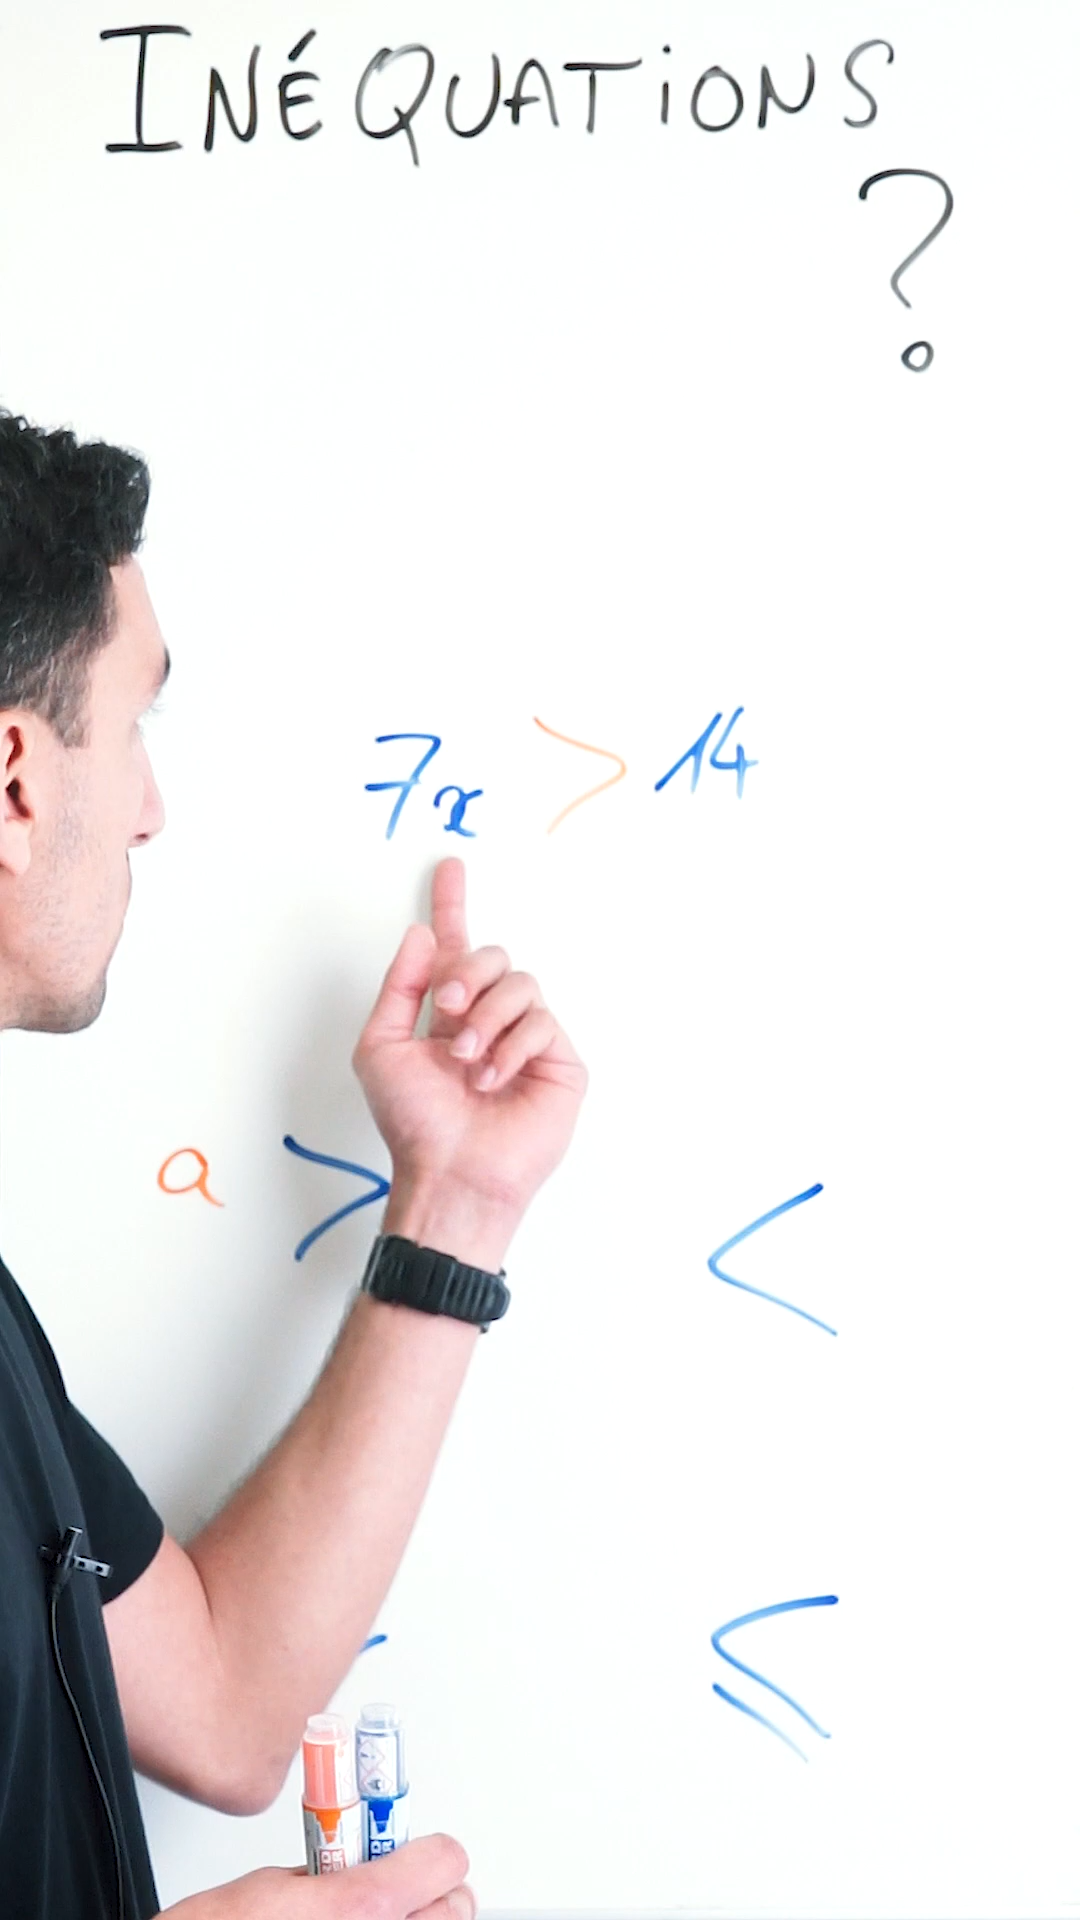 INÉQUATIONS
?
7x > 14
a > <
≤